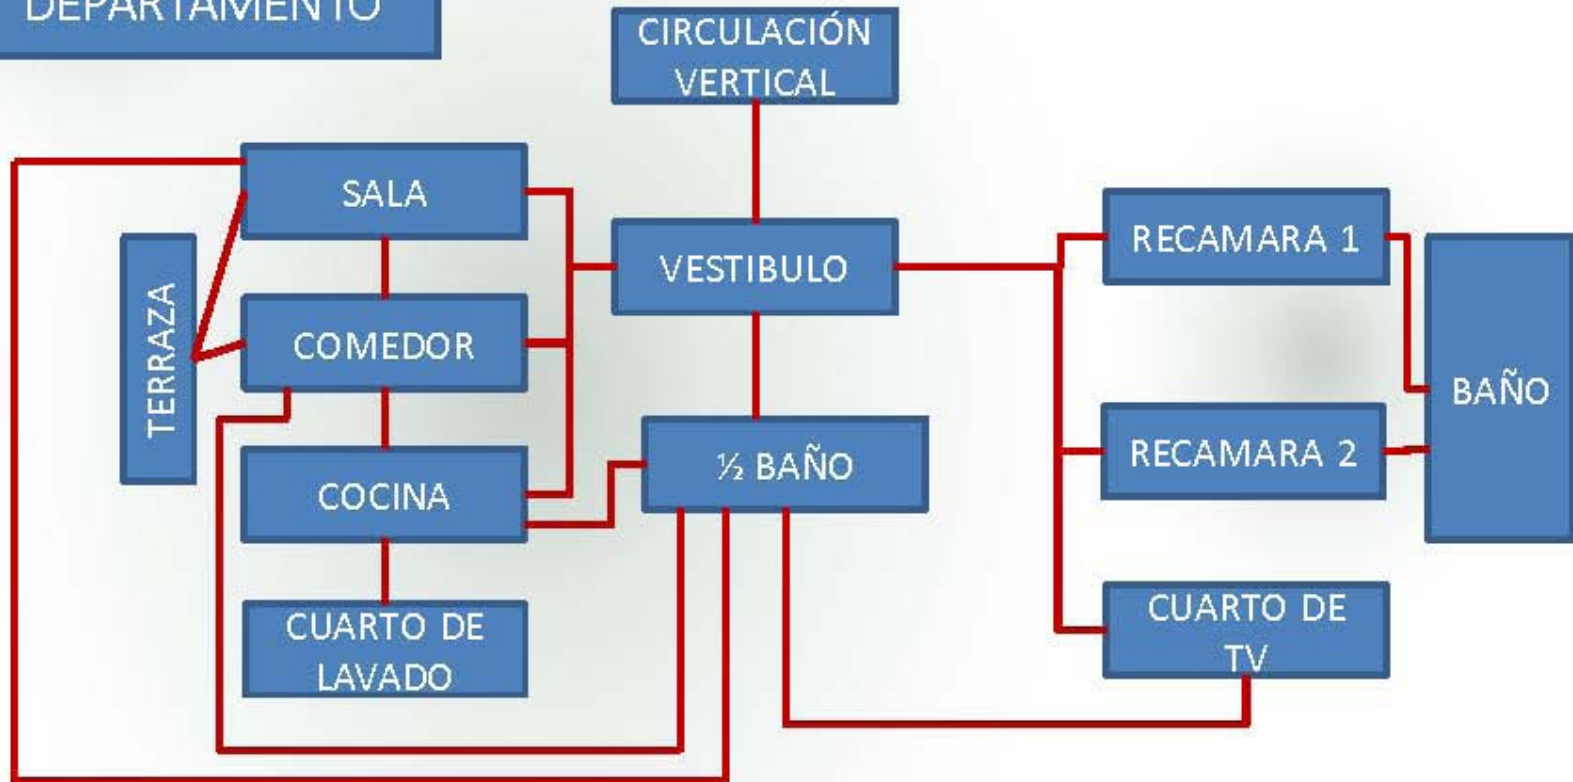 DEPARTAMENTO
CIRCULACIÓN
VERTICAL
SALA
RECAMARA 1
VESTIBULO
TERRAZA
COMEDOR
BAÑO
RECAMARA 2
½ BAÑO
COCINA
CUARTO DE
TV
CUARTO DE
LAVADO